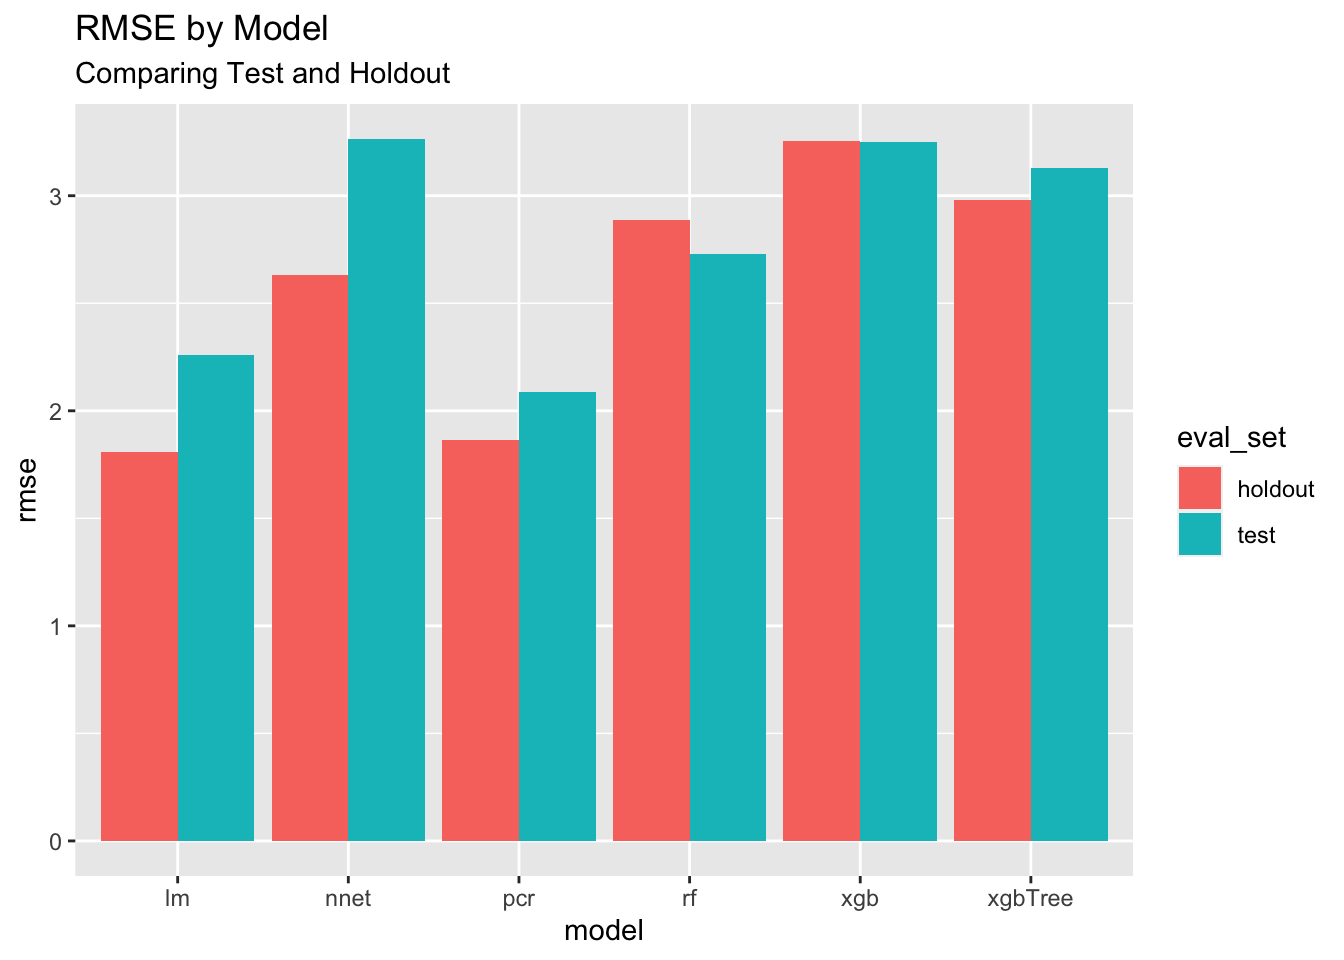 RMSE by Model
Comparing Test and Holdout
3
2
1
0
rmse
lm nnet pcr rf xgb xgbTree
model
eval_set
holdout
test